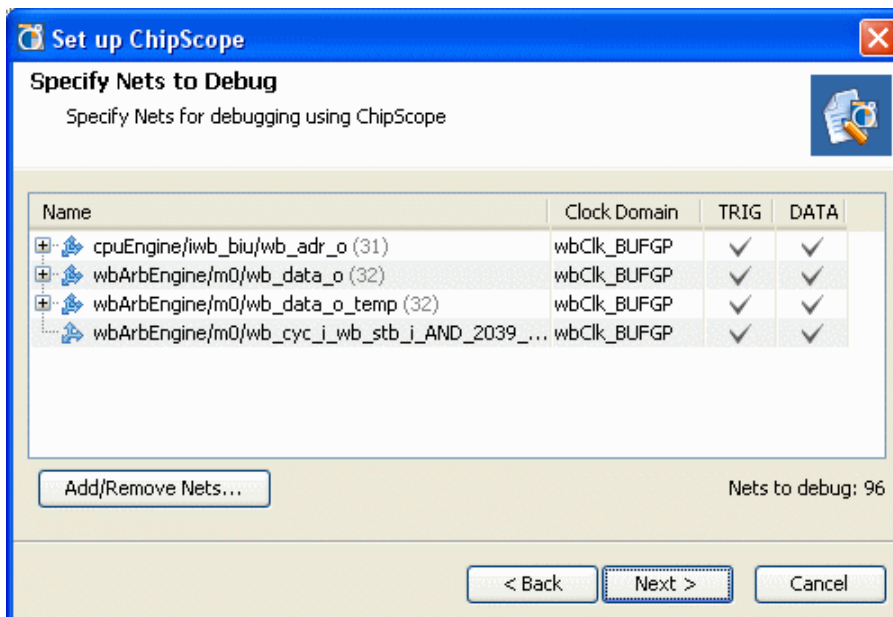 Set up ChipScope
Specify Nets to Debug
Specify Nets for debugging using ChipScope
Name Clock Domain TRIG DATA
cpuEngine/iwb_biu/wb_adr_o (31) wbClk_BUFGP
wbArbEngine/m0/wb_data_o (32) wbClk_BUFGP
wbArbEngine/m0/wb_data_o_temp (32) wbClk_BUFGP
wbArbEngine/m0/wb_cyc_i_wb_stb_i_AND_2039_... wbClk_BUFGP
Add/Remove Nets... Nets to debug: 96
< Back Next > Cancel